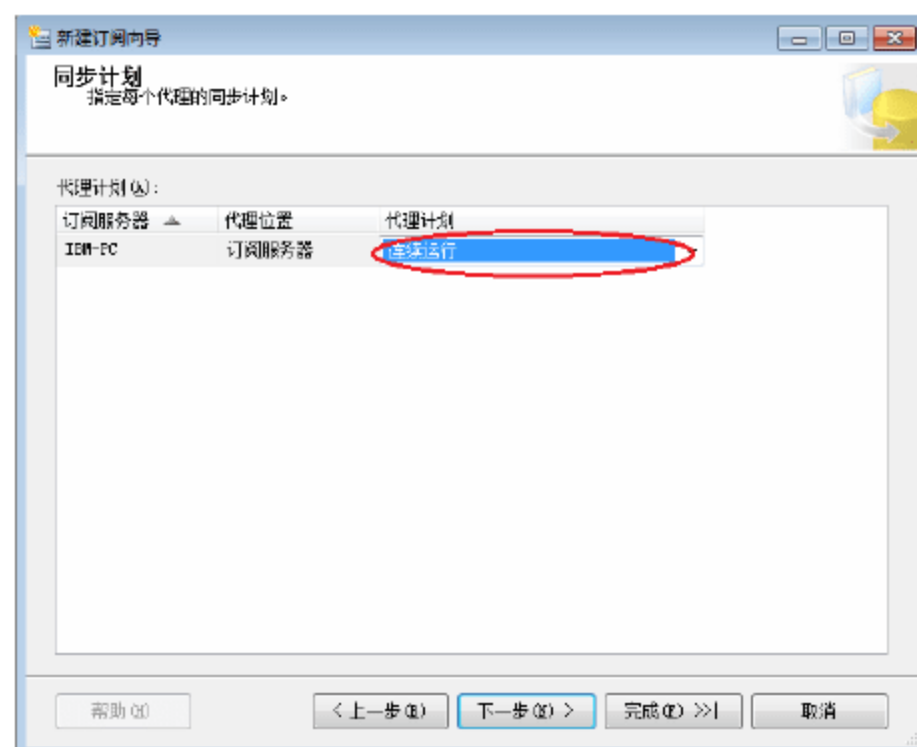 新建订阅向导
同步计划
指定每个代理的同步计划。
代理计划(A):
订阅服务器 代理位置 代理计划
IBM-PC 订阅服务器 连续运行
帮助(H) <上一步(B) 下一步(N)> 完成(F)>>| 取消